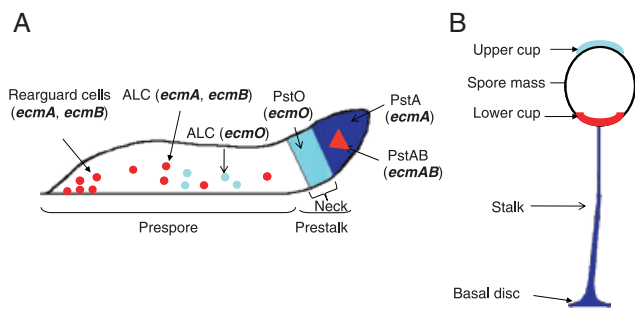 A
Rearguard cells
(ecmA, ecmB)
ALC (ecmA, ecmB)
ALC (ecmO)
PstO
(ecmO)
PstA
(ecmA)
PstAB
(ecmAB)
Neck
Prespore
Prestalk
B
Upper cup
Spore mass
Lower cup
Stalk
Basal disc